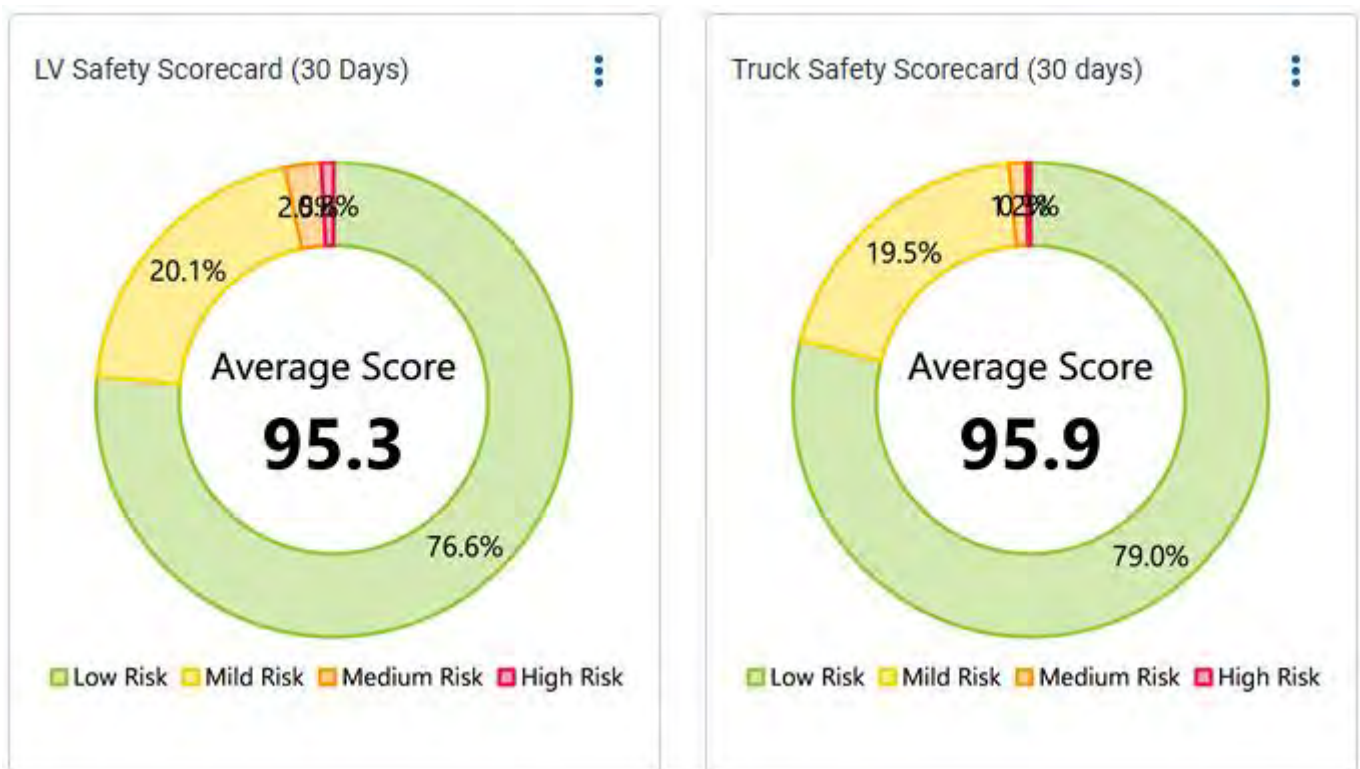 LV Safety Scorecard (30 Days)
20.1%
Average Score
95.3
76.6%
Low Risk Mild Risk Medium Risk High Risk
Truck Safety Scorecard (30 days)
19.5%
Average Score
95.9
79.0%
Low Risk Mild Risk Medium Risk High Risk